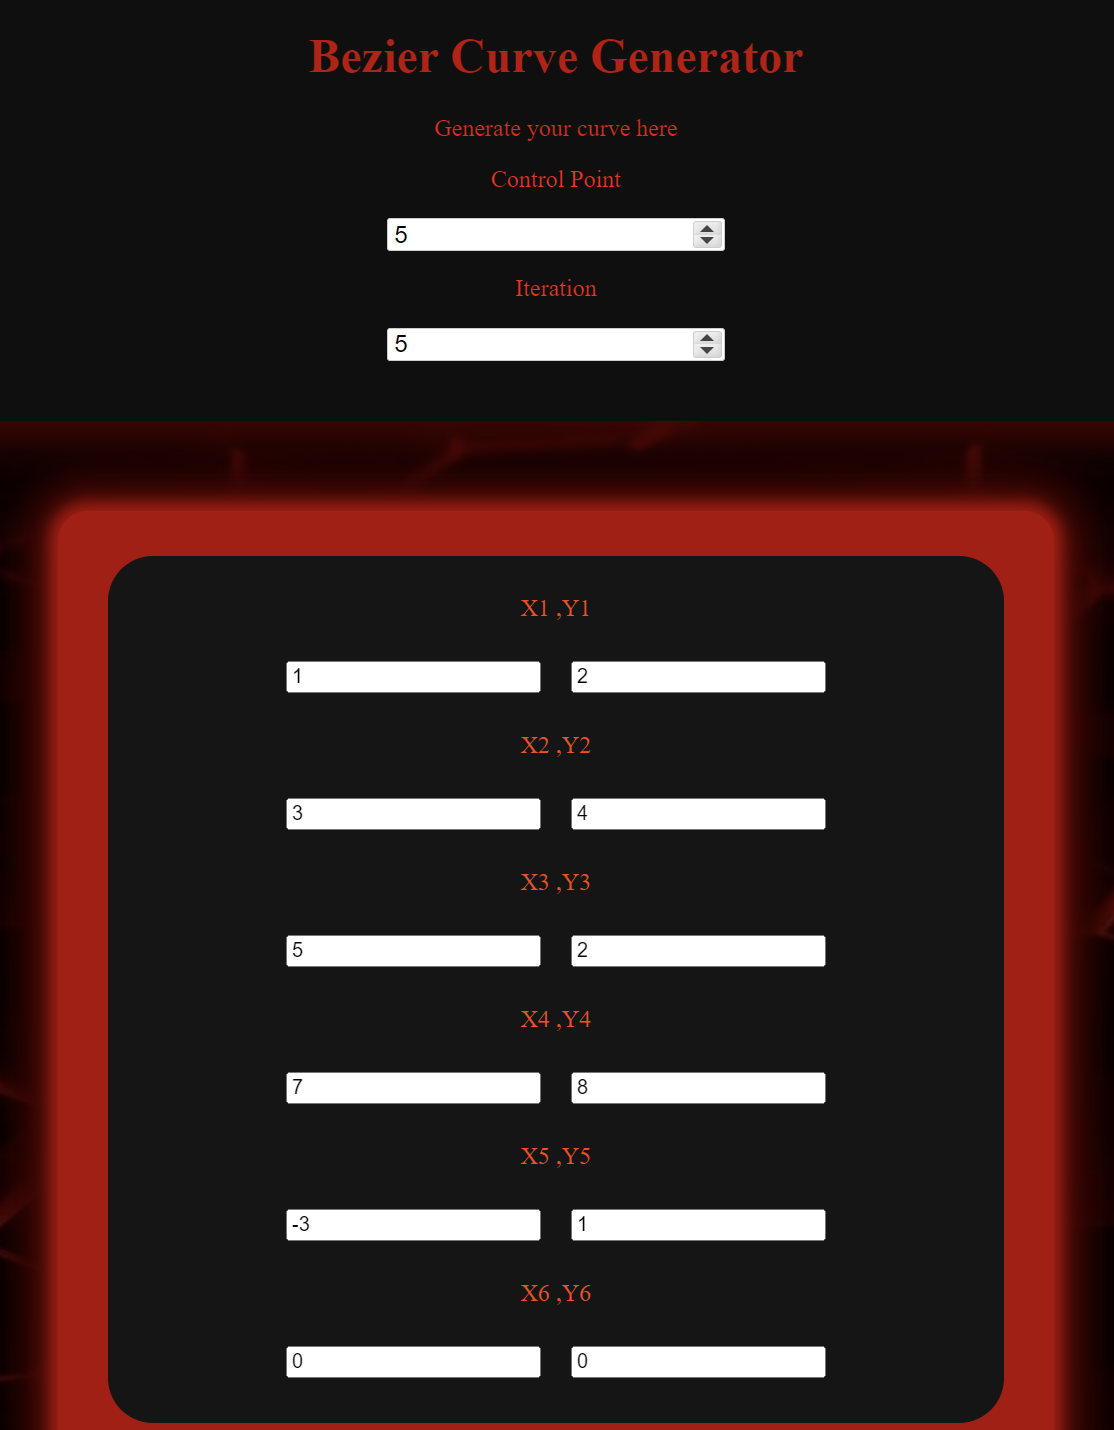 Bezier Curve Generator
Generate your curve here
Control Point
5
Iteration
5
X1 ,Y1
1 2
X2 ,Y2
3 4
X3 ,Y3
5 2
X4 ,Y4
7 8
X5 ,Y5
-3 1
X6 ,Y6
0 0